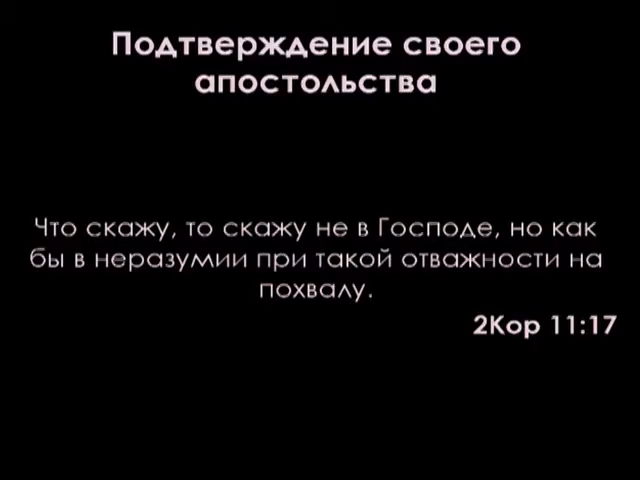 Подтверждение своего
апостольства
Что скажу, то скажу не в Господе, но как
бы в неразумии при такой отважности на
похвалу.
2Кор 11:17